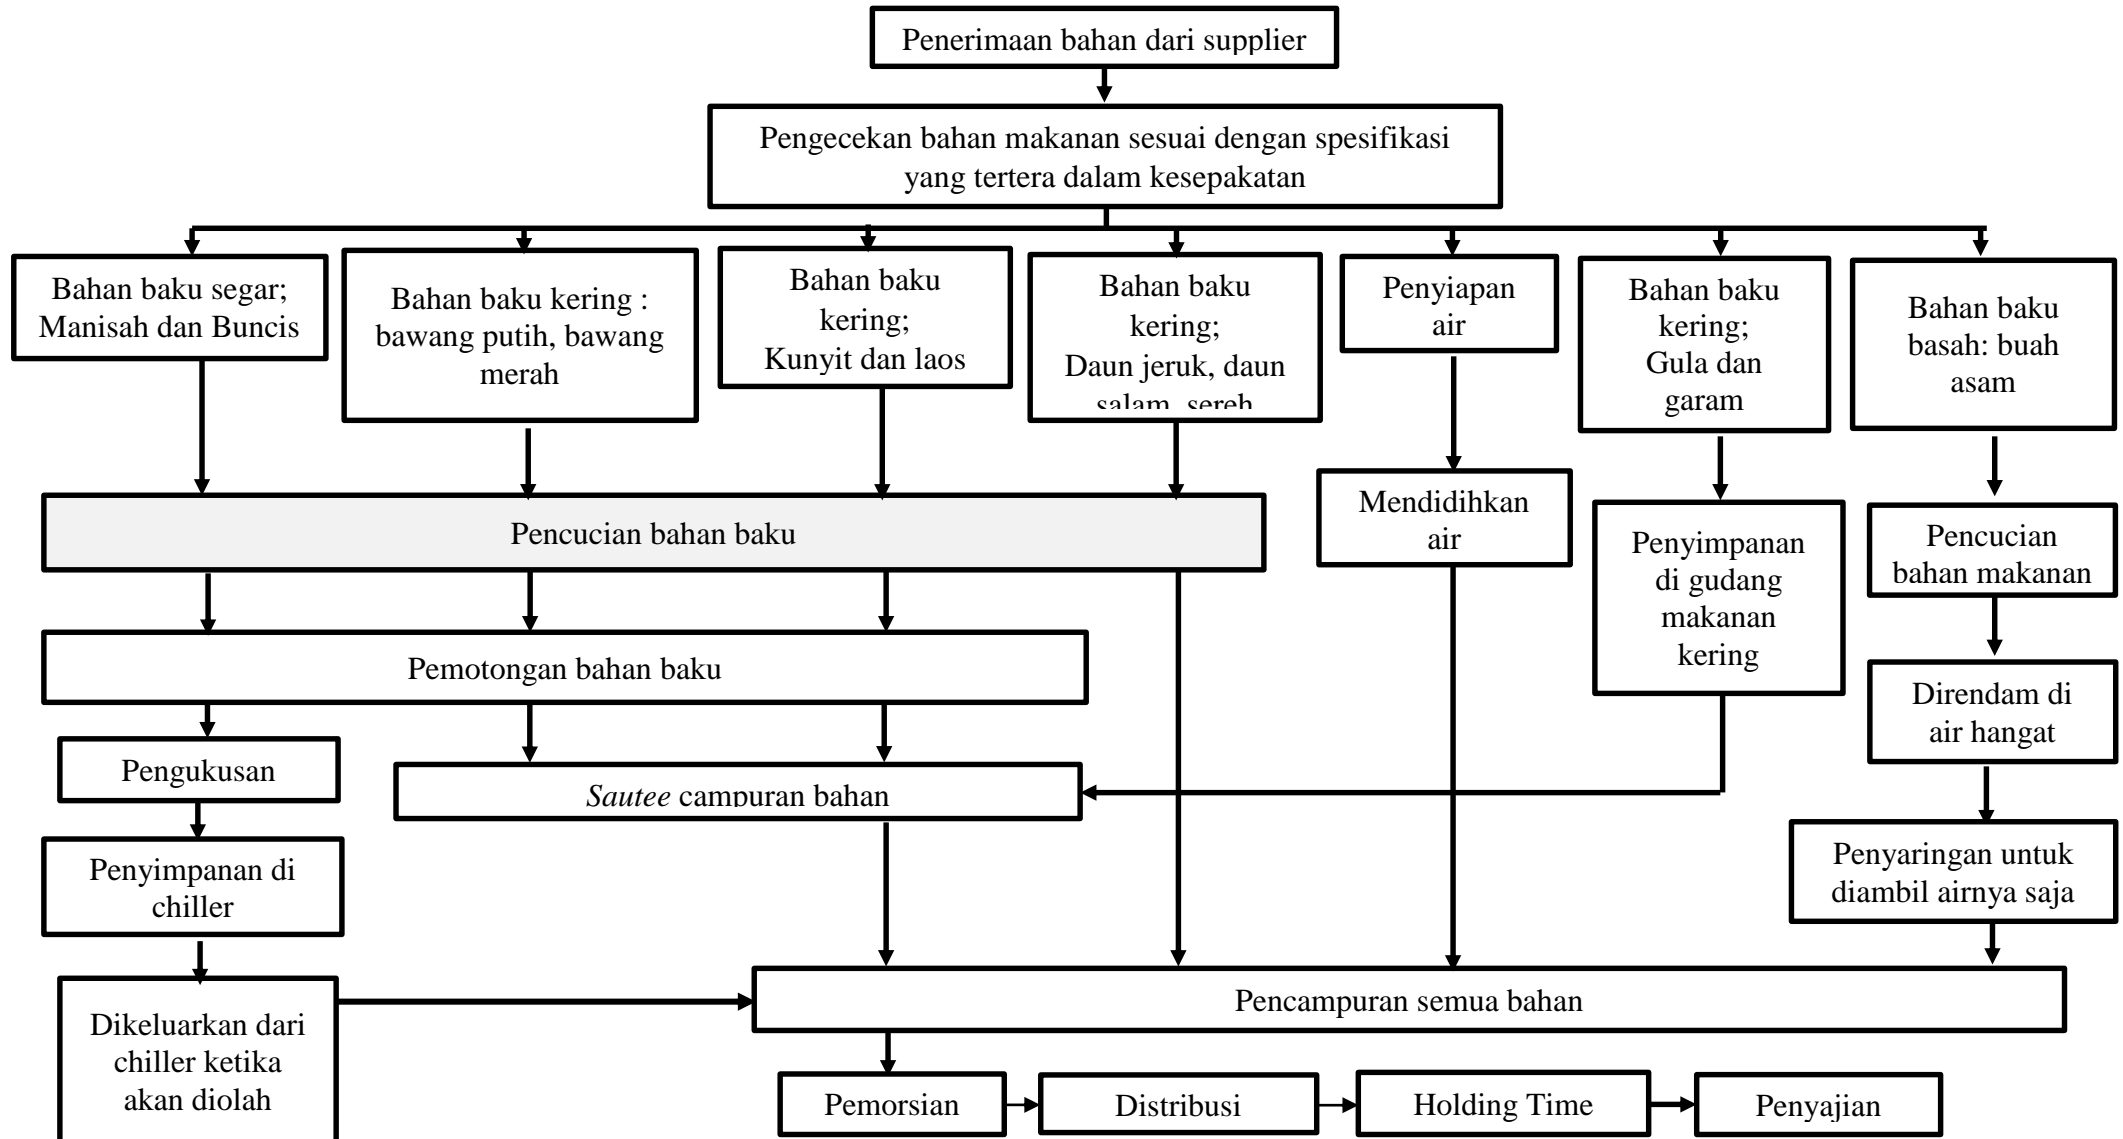 Penerimaan bahan dari supplier
Pengecekan bahan makanan sesuai dengan spesifikasi
yang tertera dalam kesepakatan
Bahan baku segar;
Manisah dan Buncis
Bahan baku kering :
bawang putih, bawang
merah
Bahan baku
kering;
Kunyit dan laos
Bahan baku
kering;
Daun jeruk, daun
salam, sereh
Penyiapan
air
Bahan baku
kering;
Gula dan
garam
Bahan baku
basah: buah
asam
Pencucian bahan baku
Mendidihkan
air
Penyimpanan
di gudang
makanan
kering
Pencucian
bahan makanan
Pemotongan bahan baku
Direndam di
air hangat
Pengukusan
Sautee campuran bahan
Penyimpanan di
chiller
Penyaringan untuk
diambil airnya saja
Dikeluarkan dari
chiller ketika
akan diolah
Pencampuran semua bahan
Pemorsian
Distribusi
Holding Time
Penyajian